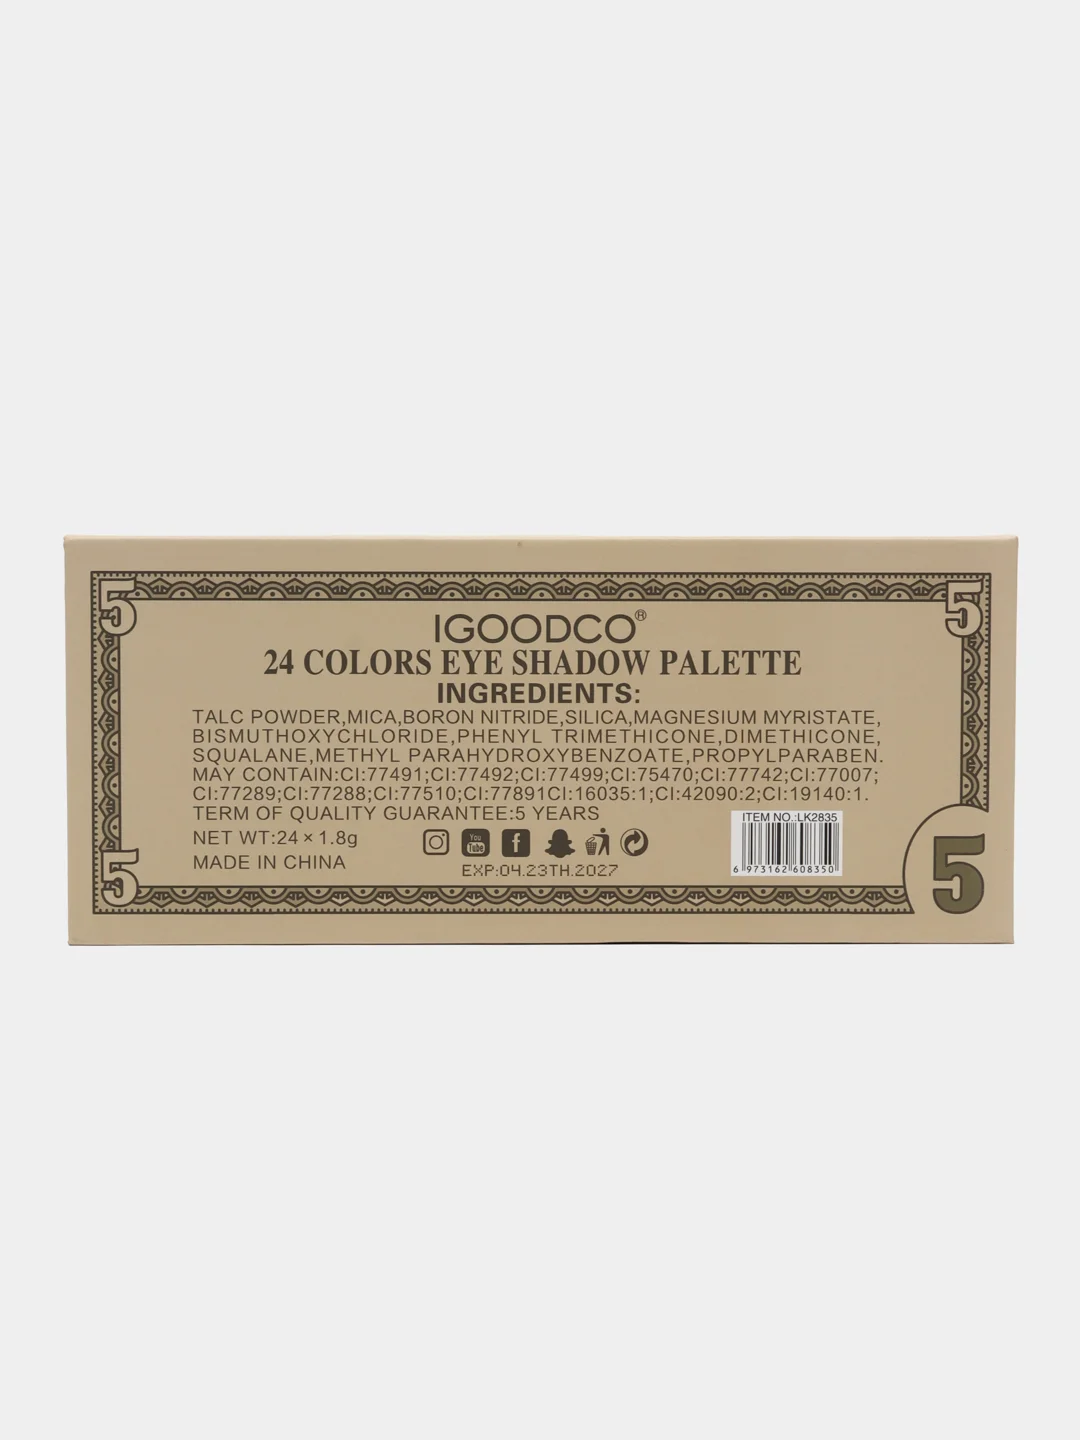 5
5
IGOODCO®
24 COLORS EYE SHADOW PALETTE
INGREDIENTS:
TALC POWDER,MICA,BORON NITRIDE,SILICA,MAGNESIUM MYRISTATE,
BISMUTHOXYCHLORIDE,PHENYL TRIMETHICONE,DIMETHICONE,
SQUALANE,METHYL PARAHYDROXYBENZOATE,PROPYLPARABEN.
MAY CONTAIN:CI:77491;CI:77492;CI:77499;CI:75470;CI:77742;CI:77007;
CI:77289;CI:77288;CI:77510;CI:77891CI:16035:1;CI:42090:2;CI:19140:1.
TERM OF QUALITY GUARANTEE:5 YEARS
NET WT:24×1.8g
MADE IN CHINA
You
Tube
f
EXP:04.23TH.2027
ITEM NO.:LK2835
6 973162 608350
5
5